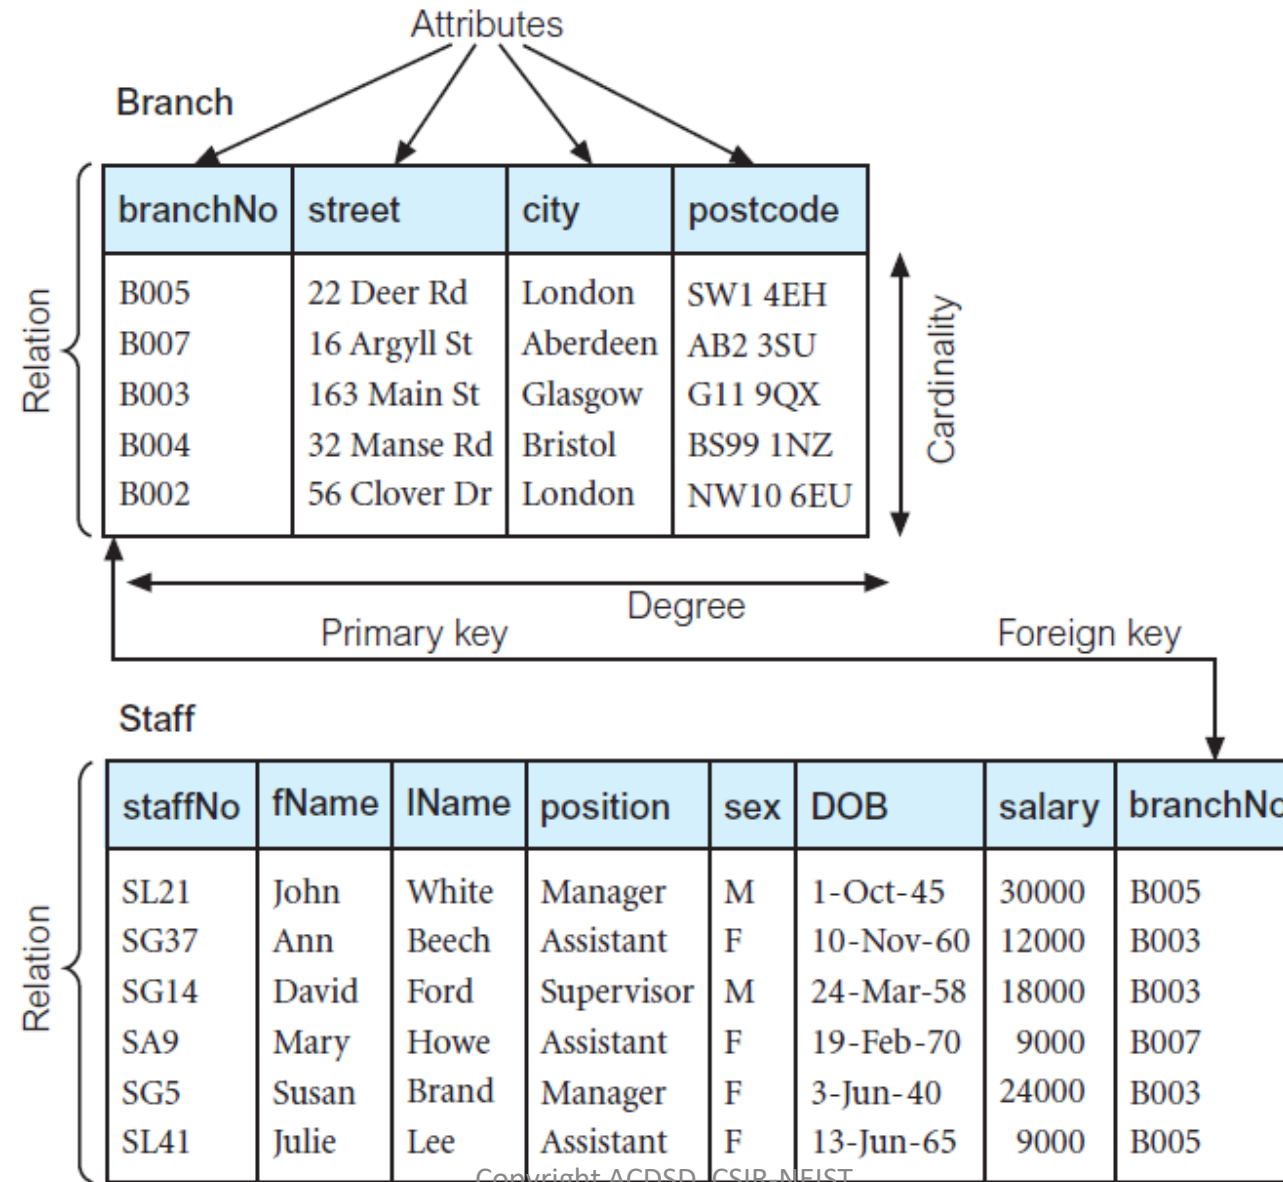 Attributes
Branch
branchNo street city postcode
B005 22 Deer Rd London SW1 4EH
B007 16 Argyll St Aberdeen AB2 3SU
B003 163 Main St Glasgow G11 9QX
B004 32 Manse Rd Bristol BS99 1NZ
B002 56 Clover Dr London NW10 6EU
Relation
Cardinality
Degree
Primary key Foreign key
Staff
staffNo fName lName position sex DOB salary branchNo
SL21 John White Manager M 1-Oct-45 30000 B005
SG37 Ann Beech Assistant F 10-Nov-60 12000 B003
SG14 David Ford Supervisor M 24-Mar-58 18000 B003
SA9 Mary Howe Assistant F 19-Feb-70 9000 B007
SG5 Susan Brand Manager F 3-Jun-40 24000 B003
SL41 Julie Lee Assistant F 13-Jun-65 9000 B005
Relation
Copyright ACDSD, CSIR-NEIST